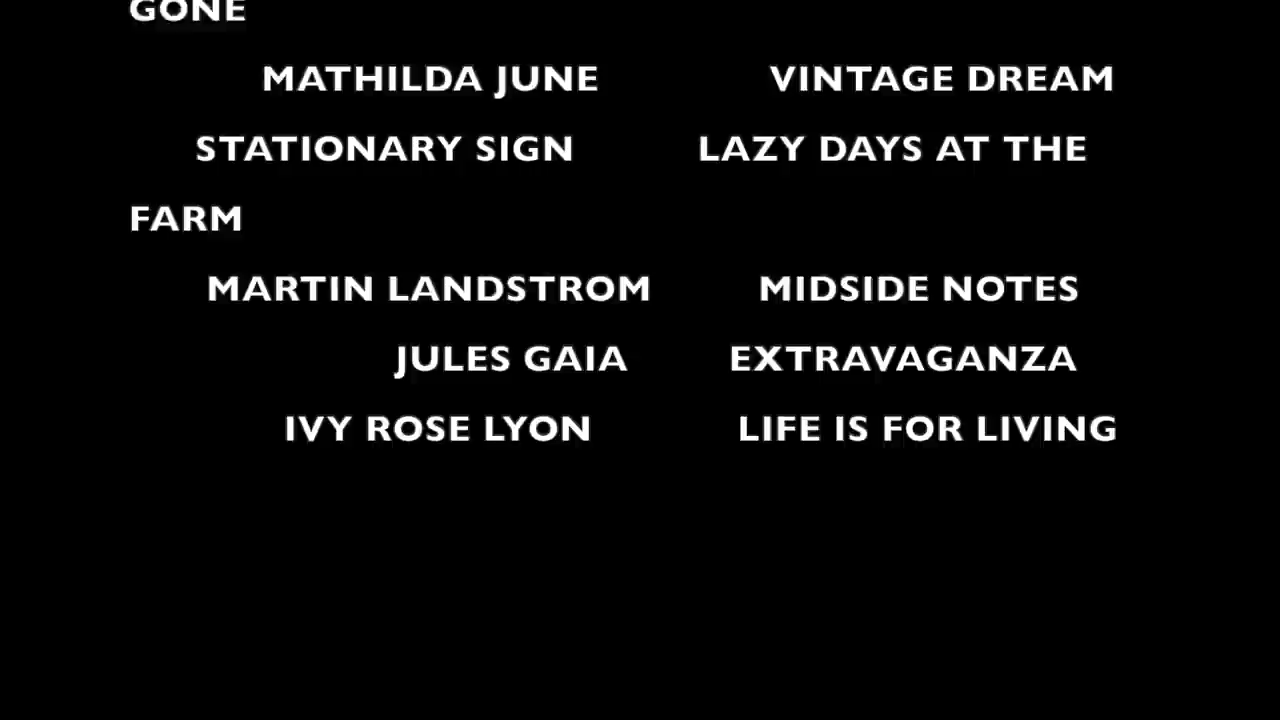 GONE
MATHILDA JUNE VINTAGE DREAM
STATIONARY SIGN LAZY DAYS AT THE
FARM
MARTIN LANDSTROM MIDSIDE NOTES
JULES GAIA EXTRAVAGANZA
IVY ROSE LYON LIFE IS FOR LIVING